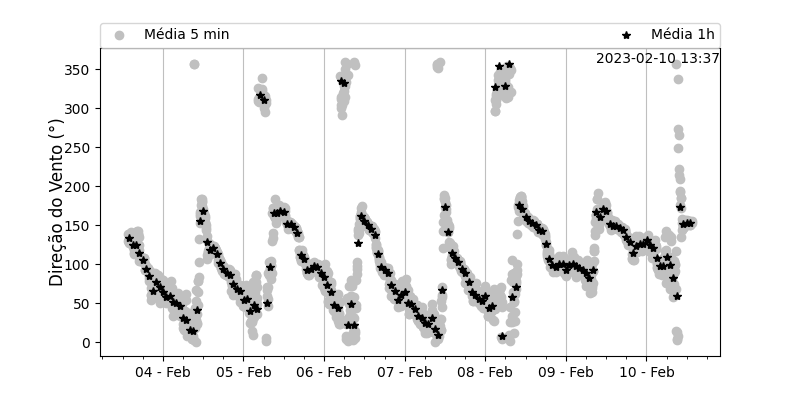 Média 5 min
Média 1h
2023-02-10 13:37
Direção do Vento (°)
350
300
250
200
150
100
50
0
04 - Feb
05 - Feb
06 - Feb
07 - Feb
08 - Feb
09 - Feb
10 - Feb